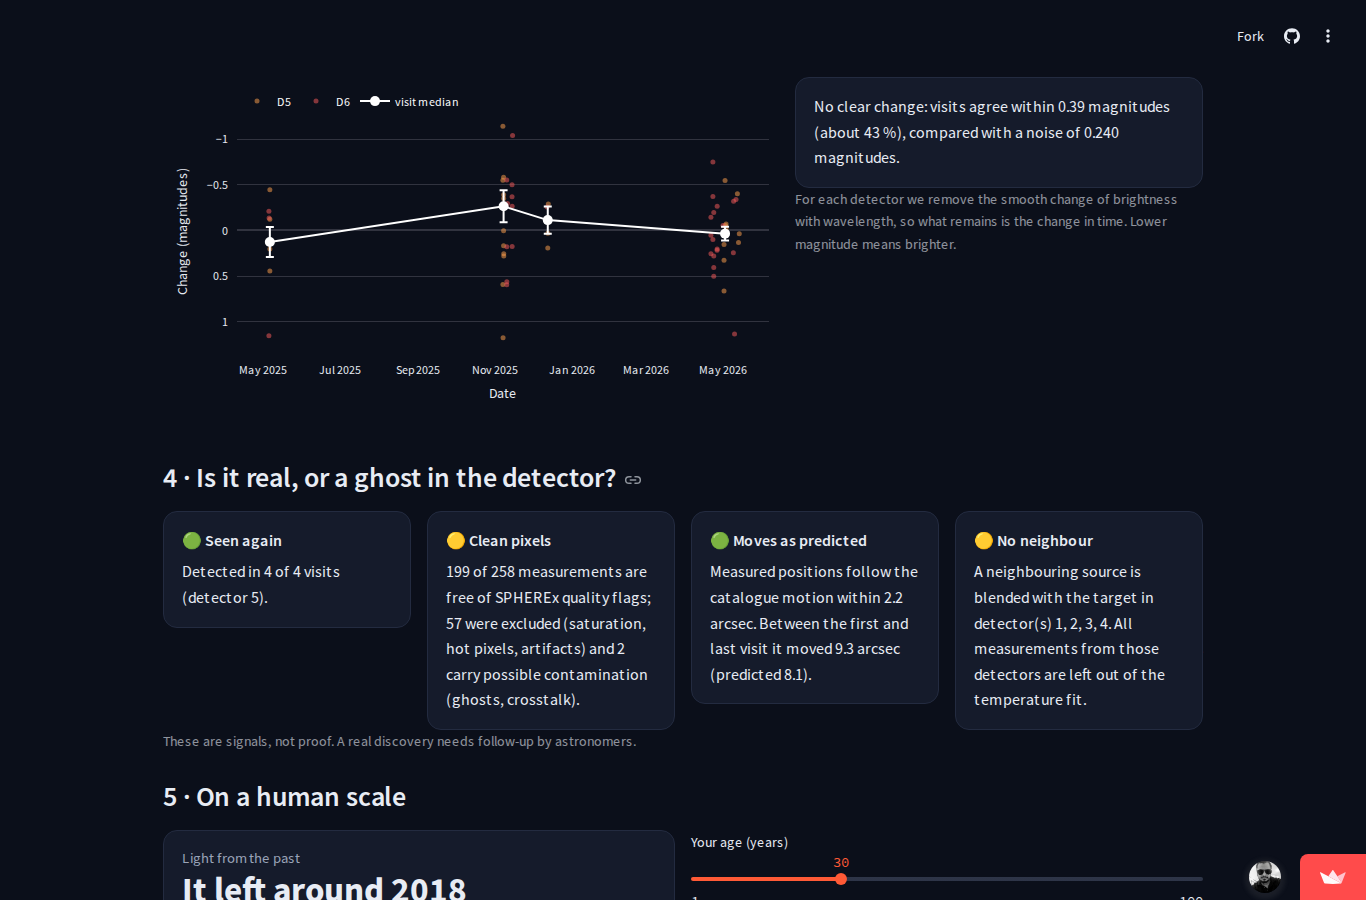 Fork
D5 D6 visit median
−1
−0.5
0
0.5
1
Change (magnitudes)
May 2025 Jul 2025 Sep 2025 Nov 2025 Jan 2026 Mar 2026 May 2026
Date
No clear change: visits agree within 0.39 magnitudes
(about 43 %), compared with a noise of 0.240
magnitudes.
For each detector we remove the smooth change of brightness
with wavelength, so what remains is the change in time. Lower
magnitude means brighter.
4 · Is it real, or a ghost in the detector?
🟢 Seen again
Detected in 4 of 4 visits
(detector 5).
🟡 Clean pixels
199 of 258 measurements are
free of SPHEREx quality flags;
57 were excluded (saturation,
hot pixels, artifacts) and 2
carry possible contamination
(ghosts, crosstalk).
🟢 Moves as predicted
Measured positions follow the
catalogue motion within 2.2
arcsec. Between the first and
last visit it moved 9.3 arcsec
(predicted 8.1).
🟡 No neighbour
A neighbouring source is
blended with the target in
detector(s) 1, 2, 3, 4. All
measurements from those
detectors are left out of the
temperature fit.
These are signals, not proof. A real discovery needs follow-up by astronomers.
5 · On a human scale
Light from the past
It left around 2018
Your age (years)
30
1 100